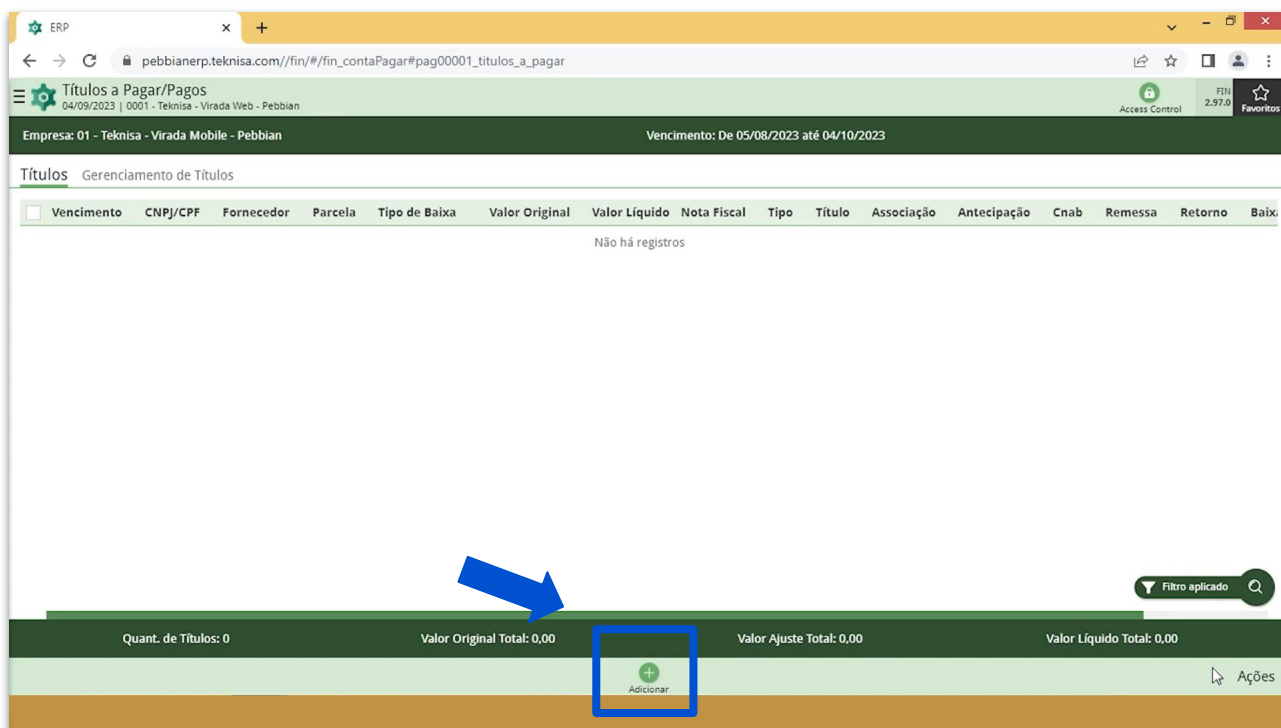 ERP
pebbianerp.teknisa.com//fin/#/fin_contaPagar#pag00001_titulos_a_pagar
Títulos a Pagar/Pagos
04/09/2023 | 0001 - Teknisa - Virada Web - Pebbian
Access Control
FIN
2.97.0
Favoritos
Empresa: 01 - Teknisa - Virada Mobile - Pebbian Vencimento: De 05/08/2023 até 04/10/2023
Títulos Gerenciamento de Títulos
Vencimento CNPJ/CPF Fornecedor Parcela Tipo de Baixa Valor Original Valor Líquido Nota Fiscal Tipo Título Associação Antecipação Cnab Remessa Retorno Baix
Não há registros
Filtro aplicado
Quant. de Títulos: 0 Valor Original Total: 0,00 Valor Ajuste Total: 0,00 Valor Líquido Total: 0,00
Adicionar
Ações